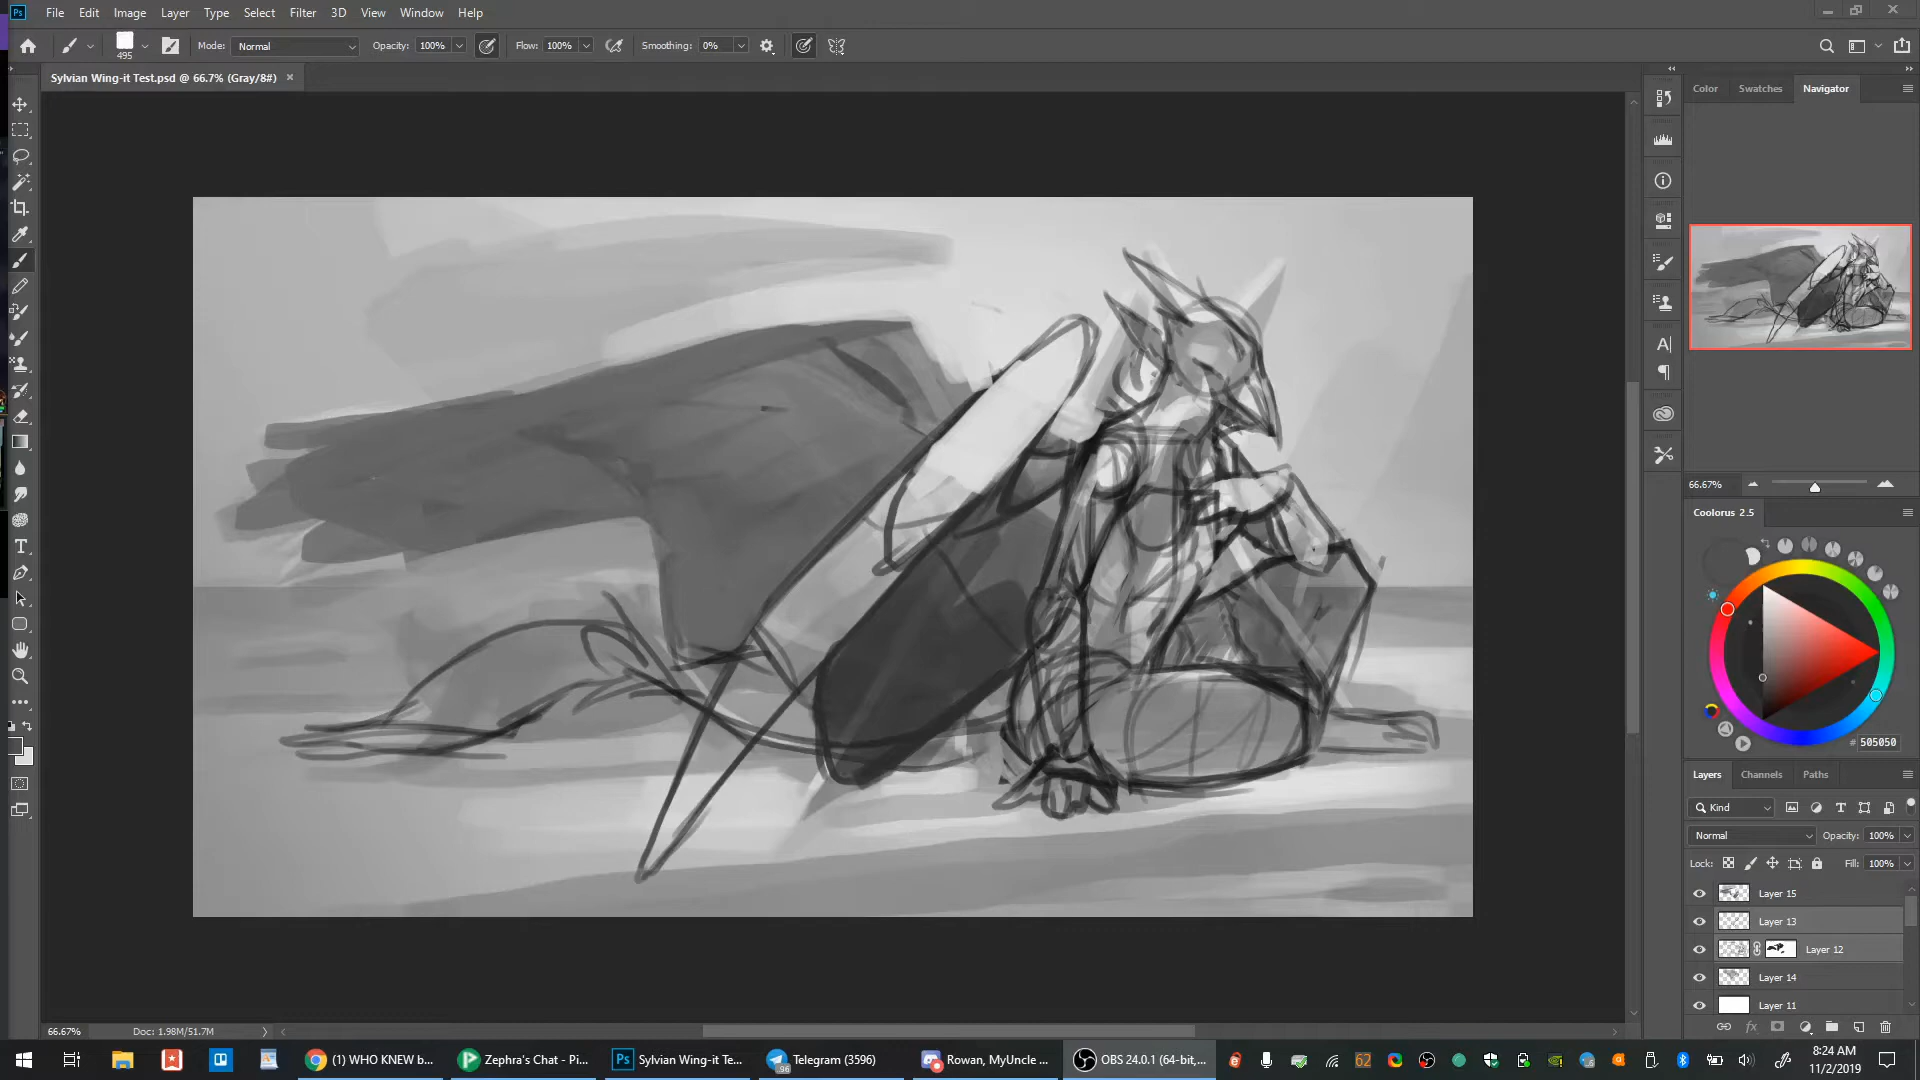 Ps File Edit Image Layer Type Select Filter 3D View Window Help
495 Mode: Normal Opacity: 100% Flow: 100% Smoothing: 0%
Sylvian Wing-it Test.psd @ 66.7% (Gray/8#) ×
Color Swatches Navigator
66.67%
Coolorus 2.5
# 505050
Layers Channels Paths
Kind
Normal Opacity: 100%
Lock: Fill: 100%
Layer 15
Layer 13
Layer 12
Layer 14
Layer 11
66.67% Doc: 1.98M/51.7M
(1) WHO KNEW b... Zephra's Chat - Pi... Ps Sylvian Wing-it Te... Telegram (3596) Rowan, MyUncle ... OBS 24.0.1 (64-bit,... 62 8:24 AM
11/2/2019